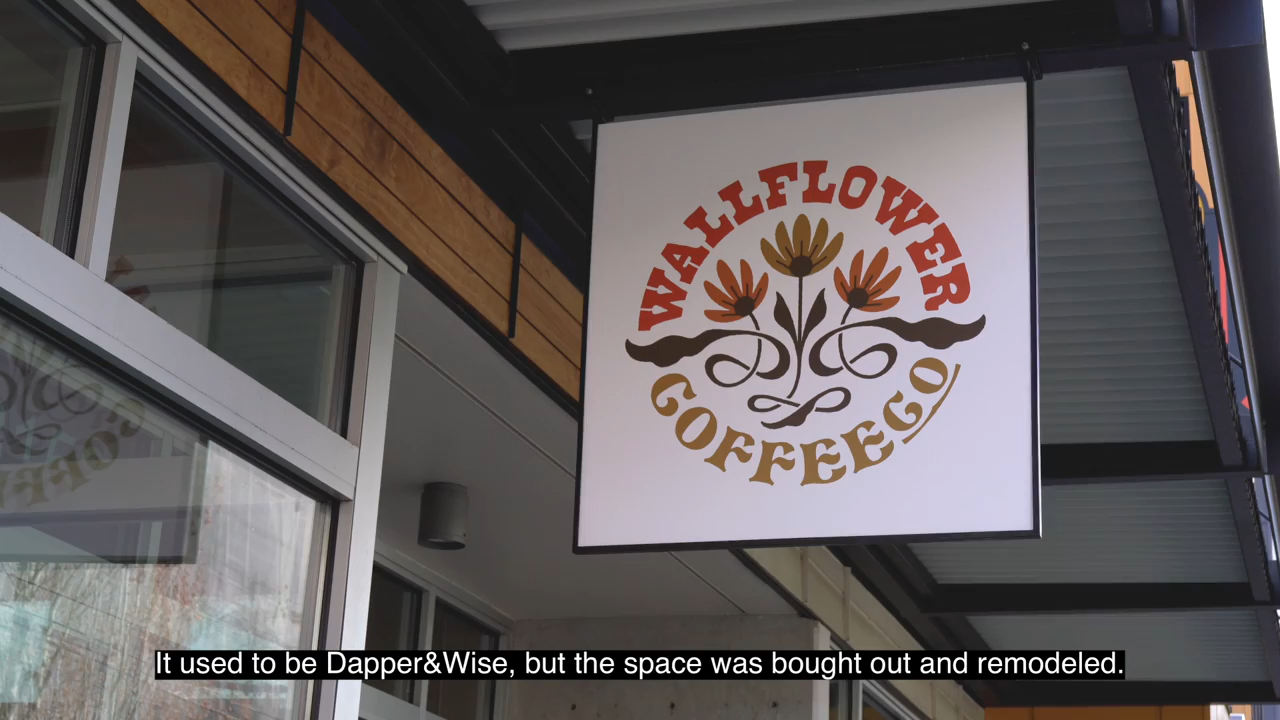 WALLFLOWER
COFFEE CO
It used to be Dapper&Wise, but the space was bought out and remodeled.